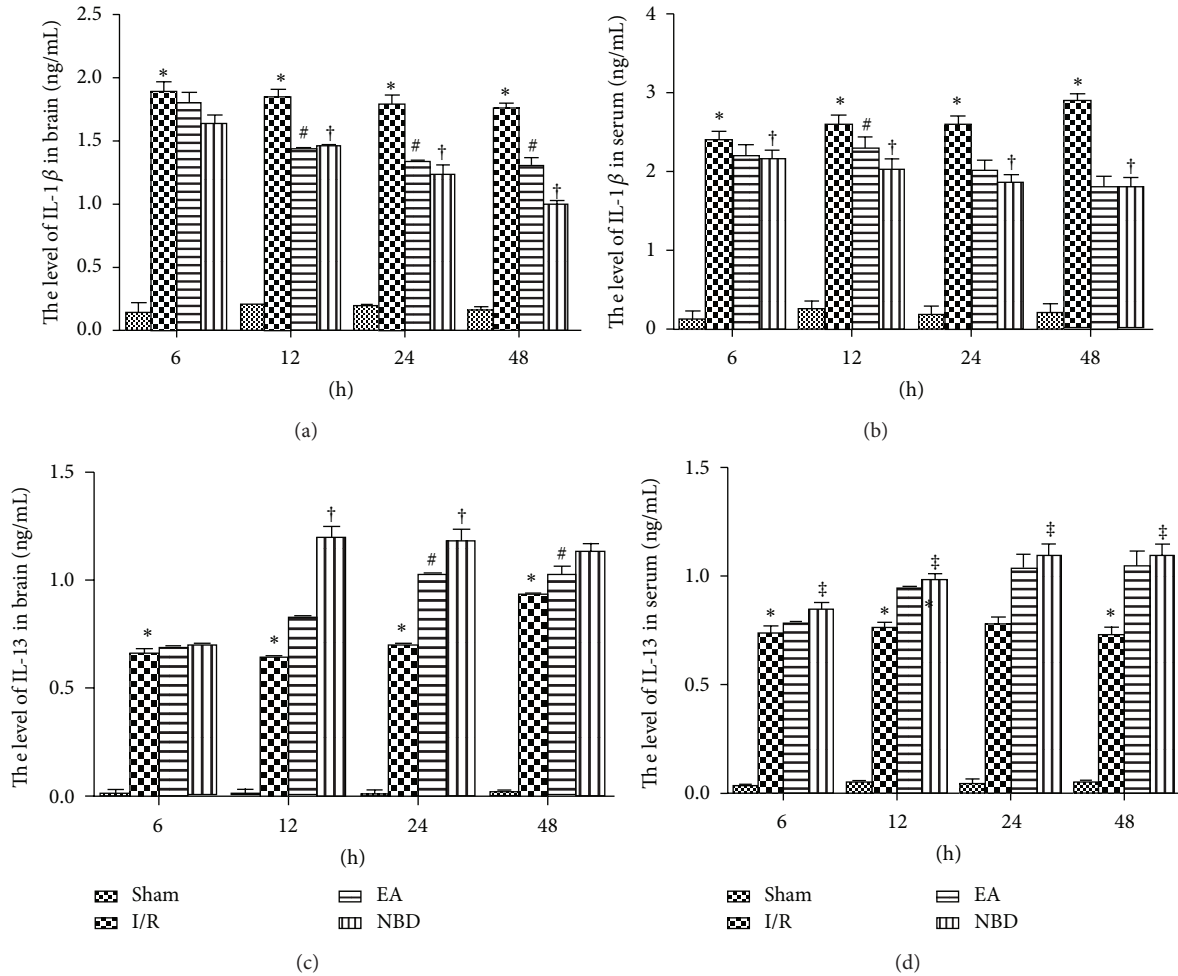 The level of IL-1β in brain (ng/mL)
2.5
2.0
1.5
1.0
0.5
0.0
* * * *
# # #
† † †
6 12 24 48
(h)
(a)
The level of IL-1β in serum (ng/mL)
4
3
2
1
0
* * * *
#
† † † †
6 12 24 48
(h)
(b)
The level of IL-13 in brain (ng/mL)
1.5
1.0
0.5
0.0
* * * *
# #
† †
6 12 24 48
(h)
Sham EA
I/R NBD
(c)
The level of IL-13 in serum (ng/mL)
1.5
1.0
0.5
0.0
* * * *
‡ ‡ ‡ ‡
6 12 24 48
(h)
Sham EA
I/R NBD
(d)